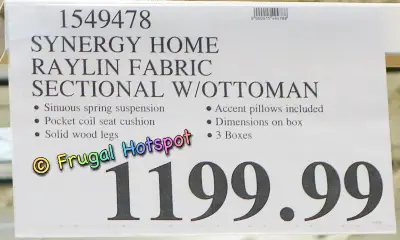 1549478
SYNERGY HOME
RAYLIN FABRIC
SECTIONAL W/OTTOMAN
• Sinuous spring suspension
• Pocket coil seat cushion
• Solid wood legs
• Accent pillows included
• Dimensions on box
• 3 Boxes
© Frugal Hotspot
1199.99